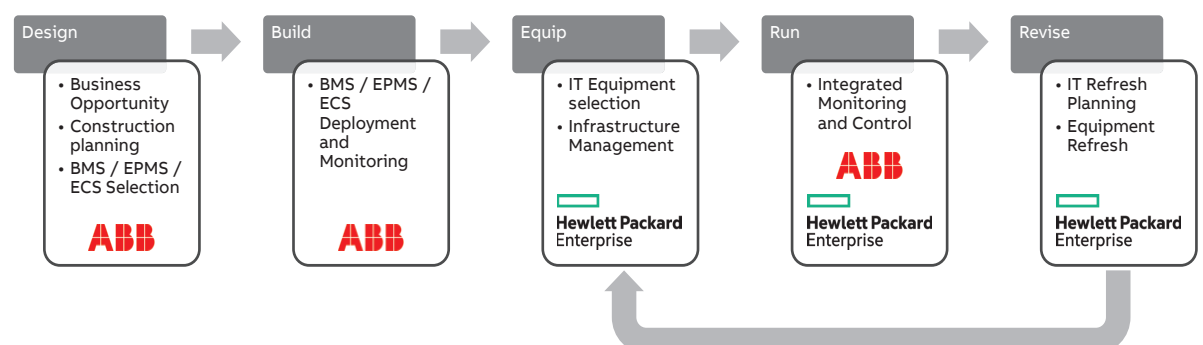 Design
• Business
Opportunity
• Construction
planning
• BMS / EPMS /
ECS Selection
ABB
Build
• BMS / EPMS /
ECS
Deployment
and
Monitoring
ABB
Equip
• IT Equipment
selection
• Infrastructure
Management
Hewlett Packard
Enterprise
Run
• Integrated
Monitoring
and Control
ABB
Hewlett Packard
Enterprise
Revise
• IT Refresh
Planning
• Equipment
Refresh
Hewlett Packard
Enterprise